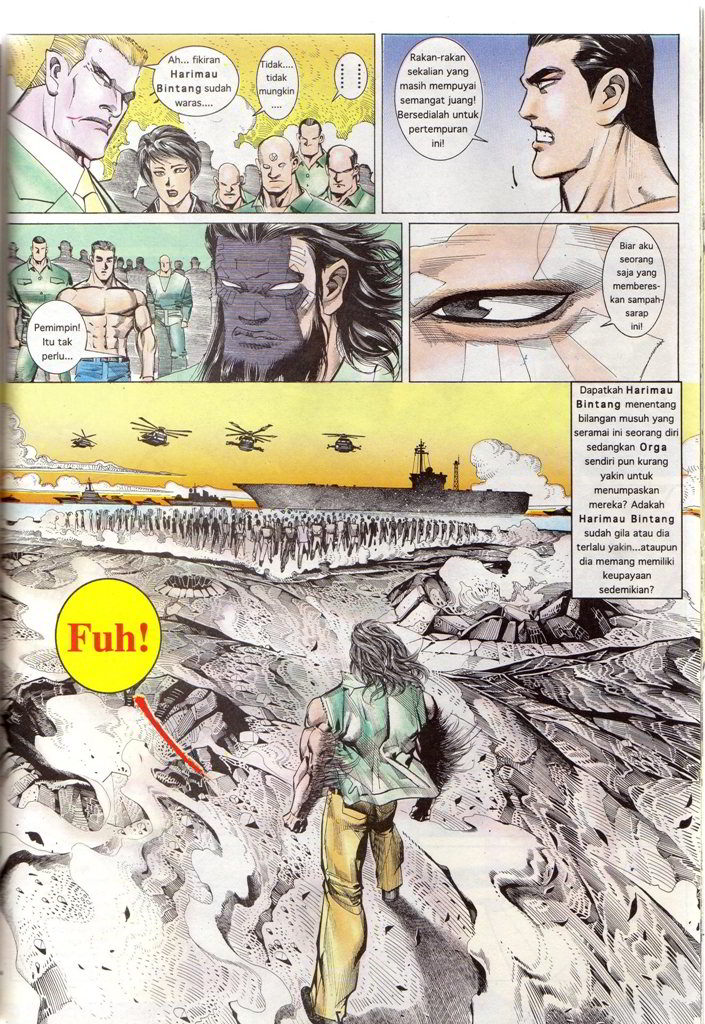 Ah... fikiran
Harimau
Bintang sudah
waras....
Tidak....
tidak
mungkin
....
Rakan-rakan
sekalian yang
masih mempuyai
semangat juang!
Bersedialah untuk
pertempuran
ini!
Pemimpin!
Itu tak
perlu...
Biar aku
seorang
saja yang
memberes-
kan sampah-
sarap
ini!
Dapatkah Harimau
Bintang menentang
bilangan musuh yang
seramai ini seorang diri
sedangkan Orga
sendiri pun kurang
yakin untuk
menumpaskan
mereka? Adakah
Harimau Bintang
sudah gila atau dia
terlalu yakin...ataupun
dia memang memiliki
keupayaan
sedemikian?
Fuh!